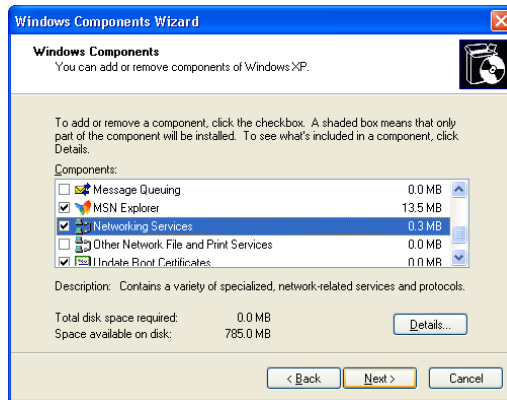 Windows Components Wizard
Windows Components
You can add or remove components of Windows XP.
To add or remove a component, click the checkbox. A shaded box means that only
part of the component will be installed. To see what's included in a component, click
Details.
Components:
Message Queuing 0.0 MB
MSN Explorer 13.5 MB
Networking Services 0.3 MB
Other Network File and Print Services 0.0 MB
Update Root Certificates 0.0 MB
Description: Contains a variety of specialized, network-related services and protocols.
Total disk space required: 0.0 MB
Space available on disk: 785.0 MB
Details...
< Back Next > Cancel